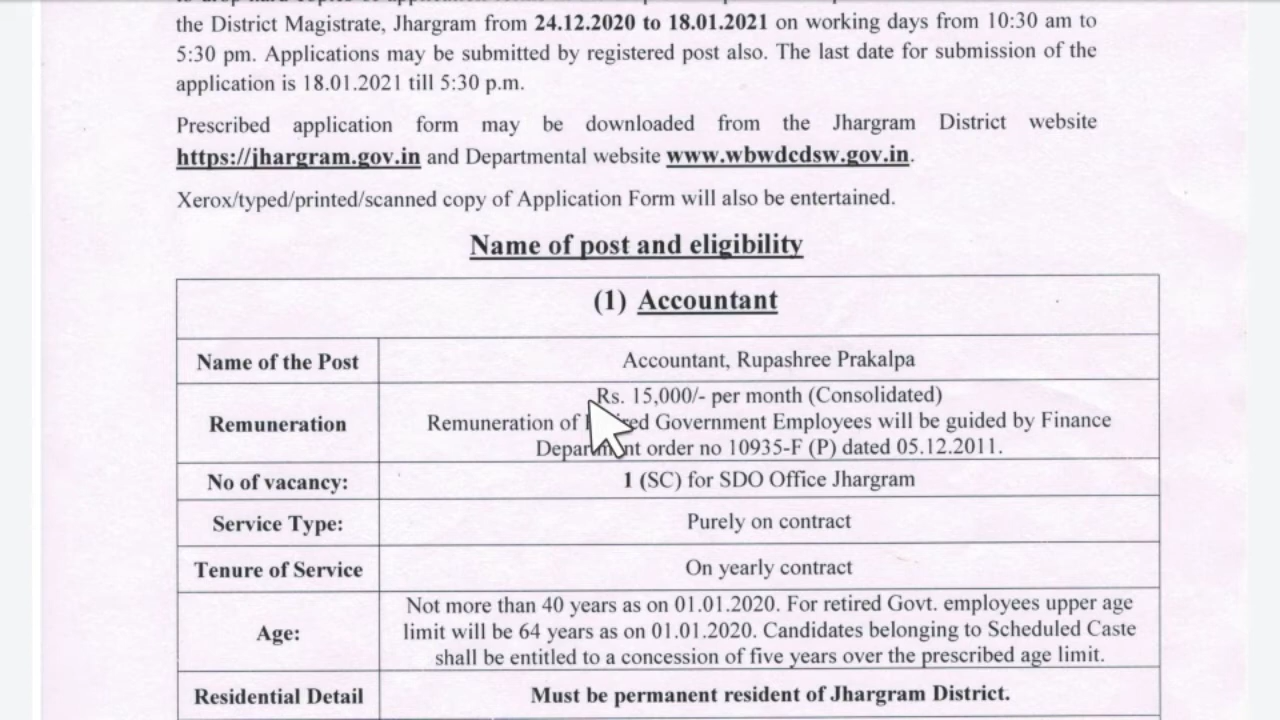 the District Magistrate, Jhargram from 24.12.2020 to 18.01.2021 on working days from 10:30 am to
5:30 pm. Applications may be submitted by registered post also. The last date for submission of the
application is 18.01.2021 till 5:30 p.m.
Prescribed application form may be downloaded from the Jhargram District website
https://jhargram.gov.in and Departmental website www.wbwdcdsw.gov.in.
Xerox/typed/printed/scanned copy of Application Form will also be entertained.
Name of post and eligibility
(1) Accountant
Name of the Post Accountant, Rupashree Prakalpa
Remuneration
Rs. 15,000/- per month (Consolidated)
Remuneration of Government Employees will be guided by Finance
Department order no 10935-F (P) dated 05.12.2011.
No of vacancy: 1 (SC) for SDO Office Jhargram
Service Type: Purely on contract
Tenure of Service On yearly contract
Age:
Not more than 40 years as on 01.01.2020. For retired Govt. employees upper age
limit will be 64 years as on 01.01.2020. Candidates belonging to Scheduled Caste
shall be entitled to a concession of five years over the prescribed age limit.
Residential Detail Must be permanent resident of Jhargram District.